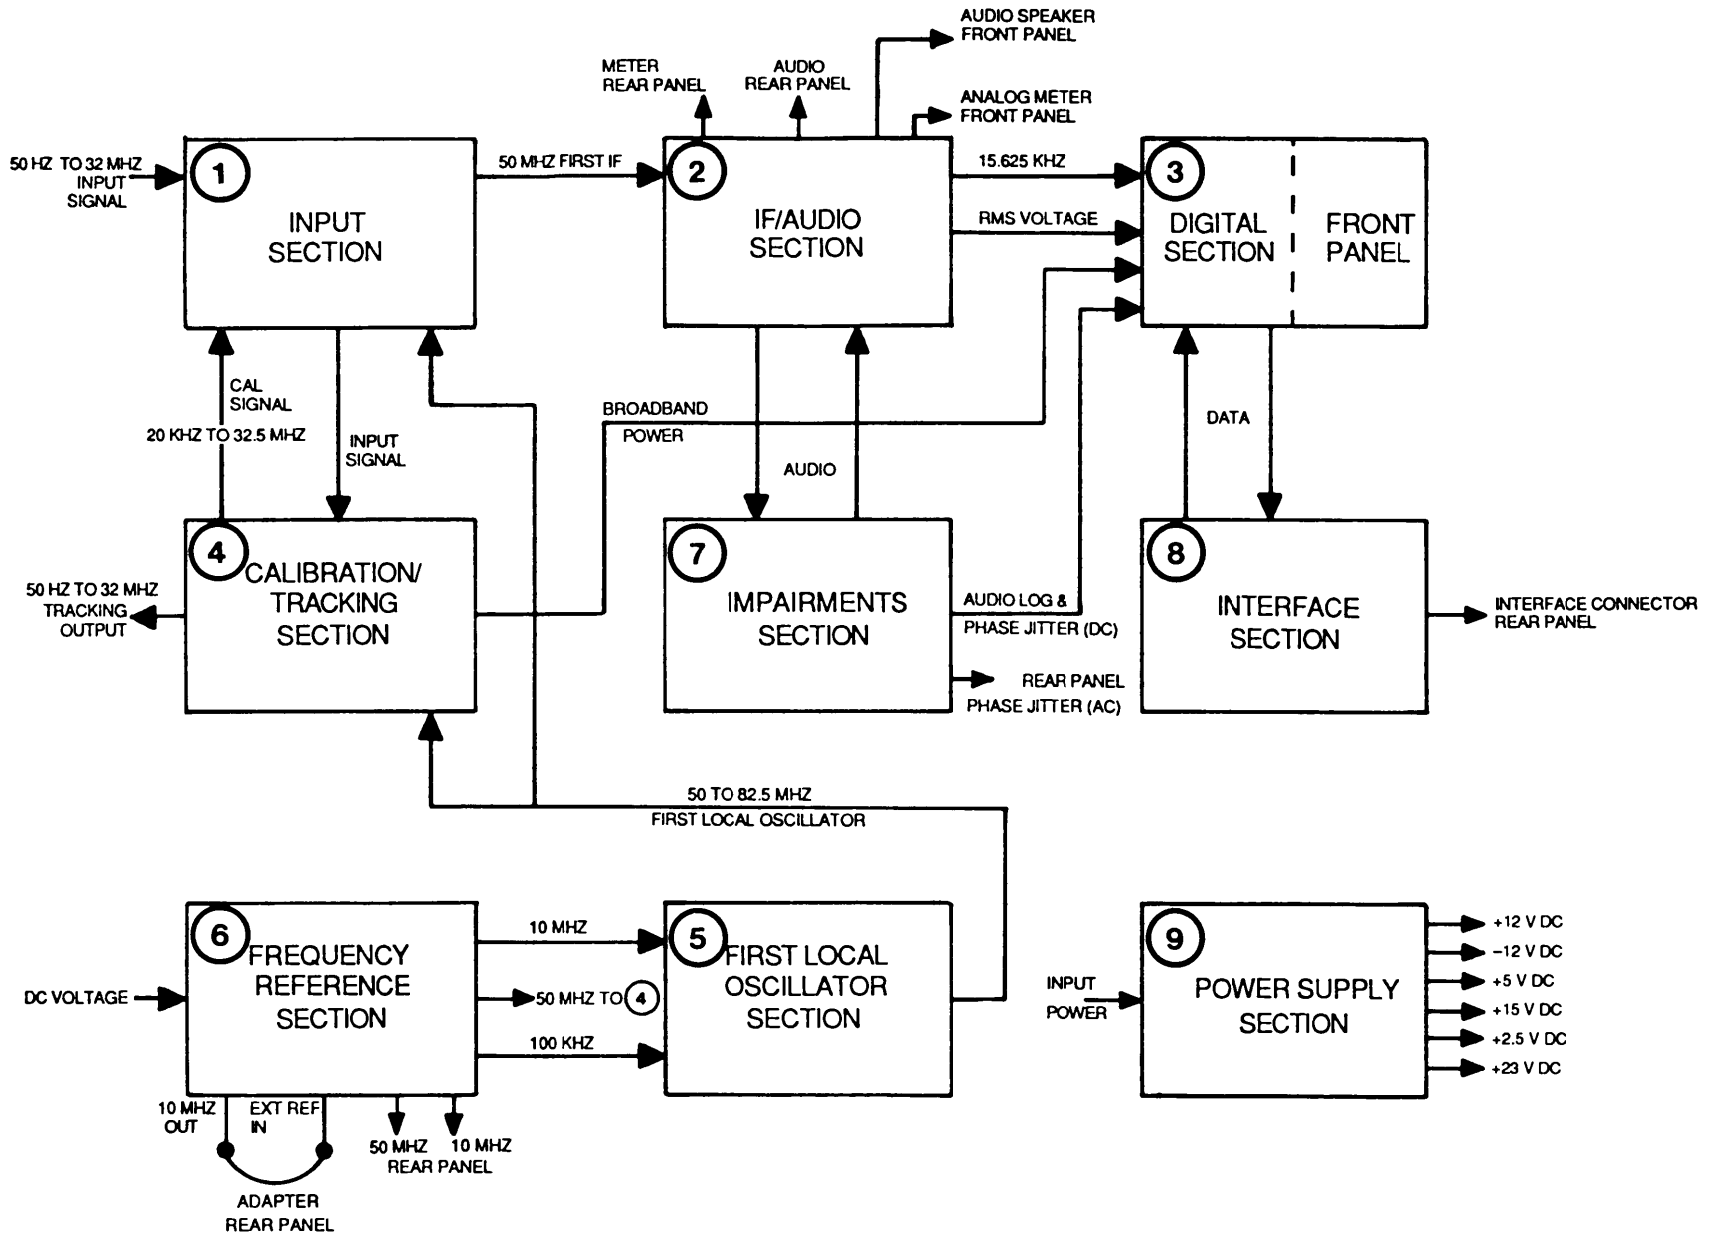 AUDIO SPEAKER
FRONT PANEL
METER
REAR PANEL
AUDIO
REAR PANEL
ANALOG METER
FRONT PANEL
50 HZ TO 32 MHZ
INPUT
SIGNAL
1
INPUT
SECTION
50 MHZ FIRST IF
2
IF/AUDIO
SECTION
15.625 KHZ
RMS VOLTAGE
3
DIGITAL
SECTION
FRONT
PANEL
CAL
SIGNAL
20 KHZ TO 32.5 MHZ
INPUT
SIGNAL
BROADBAND
POWER
AUDIO
DATA
4
CALIBRATION/
TRACKING
SECTION
50 HZ TO 32 MHZ
TRACKING
OUTPUT
7
IMPAIRMENTS
SECTION
AUDIO LOG &
PHASE JITTER (DC)
REAR PANEL
PHASE JITTER (AC)
8
INTERFACE
SECTION
INTERFACE CONNECTOR
REAR PANEL
50 TO 82.5 MHZ
FIRST LOCAL OSCILLATOR
DC VOLTAGE
6
FREQUENCY
REFERENCE
SECTION
10 MHZ
50 MHZ TO 4
100 KHZ
5
FIRST LOCAL
OSCILLATOR
SECTION
INPUT
POWER
9
POWER SUPPLY
SECTION
+12 V DC
-12 V DC
+5 V DC
+15 V DC
+2.5 V DC
+23 V DC
10 MHZ
OUT
EXT REF
IN
50 MHZ
10 MHZ
REAR PANEL
ADAPTER
REAR PANEL